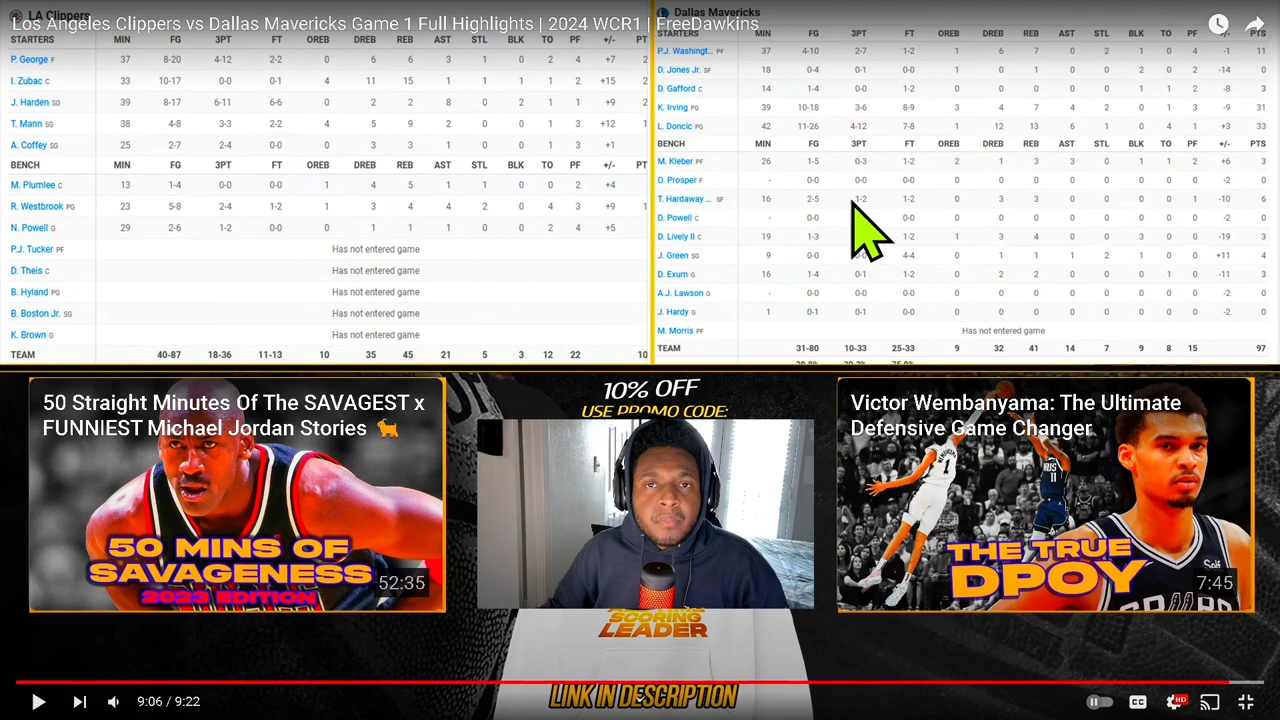 LA Clippers
Los Angeles Clippers vs Dallas Mavericks Game 1 Full Highlights | 2024 WCR1 | FreeDawkins
STARTERS MIN FG 3PT FT OREB DREB REB AST STL BLK TO PF +/- PT
P. George F 37 8-20 4-12 2-2 0 6 6 3 1 0 2 4 +7 2
I. Zubac C 33 10-17 0-0 0-1 4 11 15 1 1 1 1 2 +15 2
J. Harden SG 39 8-17 6-11 6-6 0 2 2 8 0 2 1 1 +9 2
T. Mann SG 38 4-8 3-3 2-2 4 5 9 2 0 0 1 3 +12 1
A. Coffey SG 25 2-7 2-4 0-0 0 3 3 1 0 0 1 3 +1
BENCH MIN FG 3PT FT OREB DREB REB AST STL BLK TO PF +/- PT
M. Plumlee C 13 1-4 0-0 0-0 1 4 5 1 1 0 0 2 +4
R. Westbrook PG 23 5-8 2-4 1-2 1 3 4 4 2 0 4 3 +9 1
N. Powell G 29 2-6 1-2 0-0 0 1 1 1 0 0 2 4 +5
P.J. Tucker PF Has not entered game
D. Theis C Has not entered game
B. Hyland PG Has not entered game
B. Boston Jr. SG Has not entered game
K. Brown G Has not entered game
TEAM 40-87 18-36 11-13 10 35 45 21 5 3 12 22 10
Dallas Mavericks
STARTERS MIN FG 3PT FT OREB DREB REB AST STL BLK TO PF +/- PTS
P.J. Washingt... PF 37 4-10 2-7 1-2 1 6 7 0 2 1 1 4 -1 11
D. Jones Jr. SF 18 0-4 0-1 0-0 1 0 1 0 0 2 0 2 -14 0
D. Gafford C 14 1-4 0-0 1-2 0 0 0 0 0 1 1 2 -8 3
K. Irving PG 39 10-18 3-6 8-9 3 4 7 4 2 0 1 3 -9 31
L. Doncic PG 42 11-26 4-12 7-8 1 12 13 6 1 0 4 1 +3 33
BENCH MIN FG 3PT FT OREB DREB REB AST STL BLK TO PF +/- PTS
M. Kleber PF 26 1-5 0-3 1-2 2 1 3 3 0 1 1 2 +6 3
O. Prosper F - 0-0 0-0 0-0 0 0 0 0 0 0 0 0 -2 0
T. Hardaway ... SF 16 2-5 1-2 1-2 0 3 3 0 0 0 0 1 -10 6
D. Powell C - 0-0 0-0 0 0 0 0 0 0 0 0 -2 0
D. Lively II C 19 1-3 1-2 1 3 4 0 0 3 0 2 -19 3
J. Green SG 9 0-0 4-4 0 1 1 1 2 1 0 0 +11 4
D. Exum G 16 1-4 0-1 1-2 0 2 2 0 0 0 1 0 -11 3
A.J. Lawson G - 0-0 0-0 0-0 0 0 0 0 0 0 0 0 -2 0
J. Hardy G 1 0-1 0-1 0-0 0 0 0 0 0 0 0 0 -2 0
M. Morris PF Has not entered game
TEAM 31-80 10-33 25-33 9 32 41 14 7 9 8 15 97
50 Straight Minutes Of The SAVAGEST x
FUNNIEST Michael Jordan Stories 🐐
50 MINS OF
SAVAGENESS
2023 EDITION
52:35
10% OFF
USE PROMO CODE:
SCORING
LEADER
LINK IN DESCRIPTION
Victor Wembanyama: The Ultimate
Defensive Game Changer
1
11
THE TRUE
DPOY
7:45
9:06 / 9:22
CC
HD